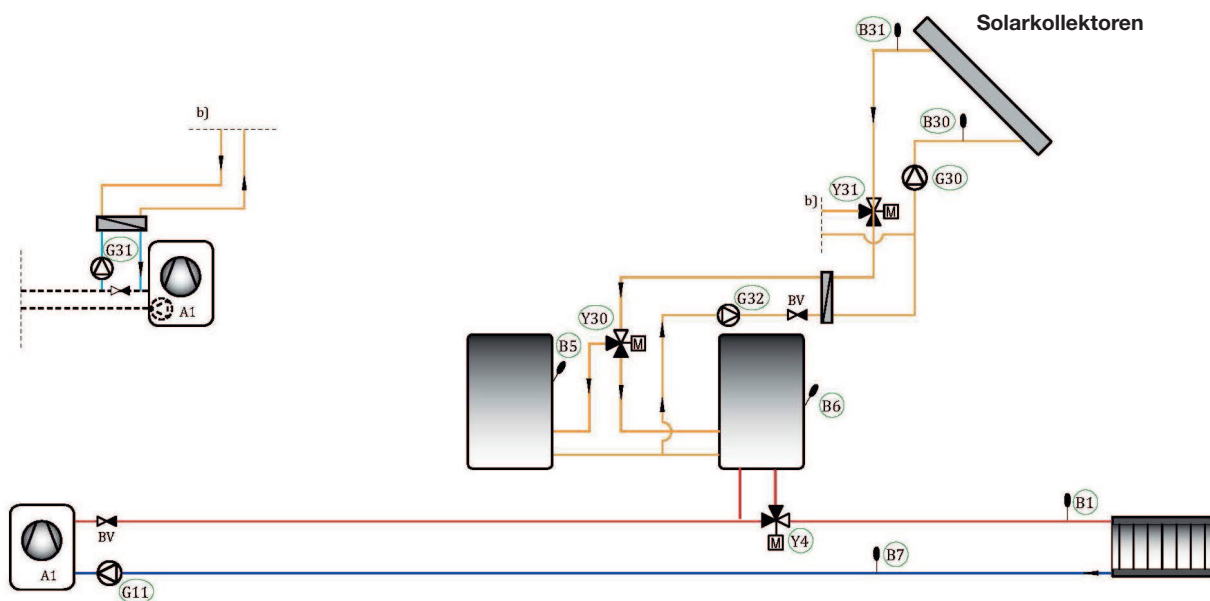 Solarkollektoren
B31
b)
B30
Y31
G30
b)
M
G31
G32
BV
Y30
A1
B5
M
B6
B1
BV
M
Y4
B7
A1
G11